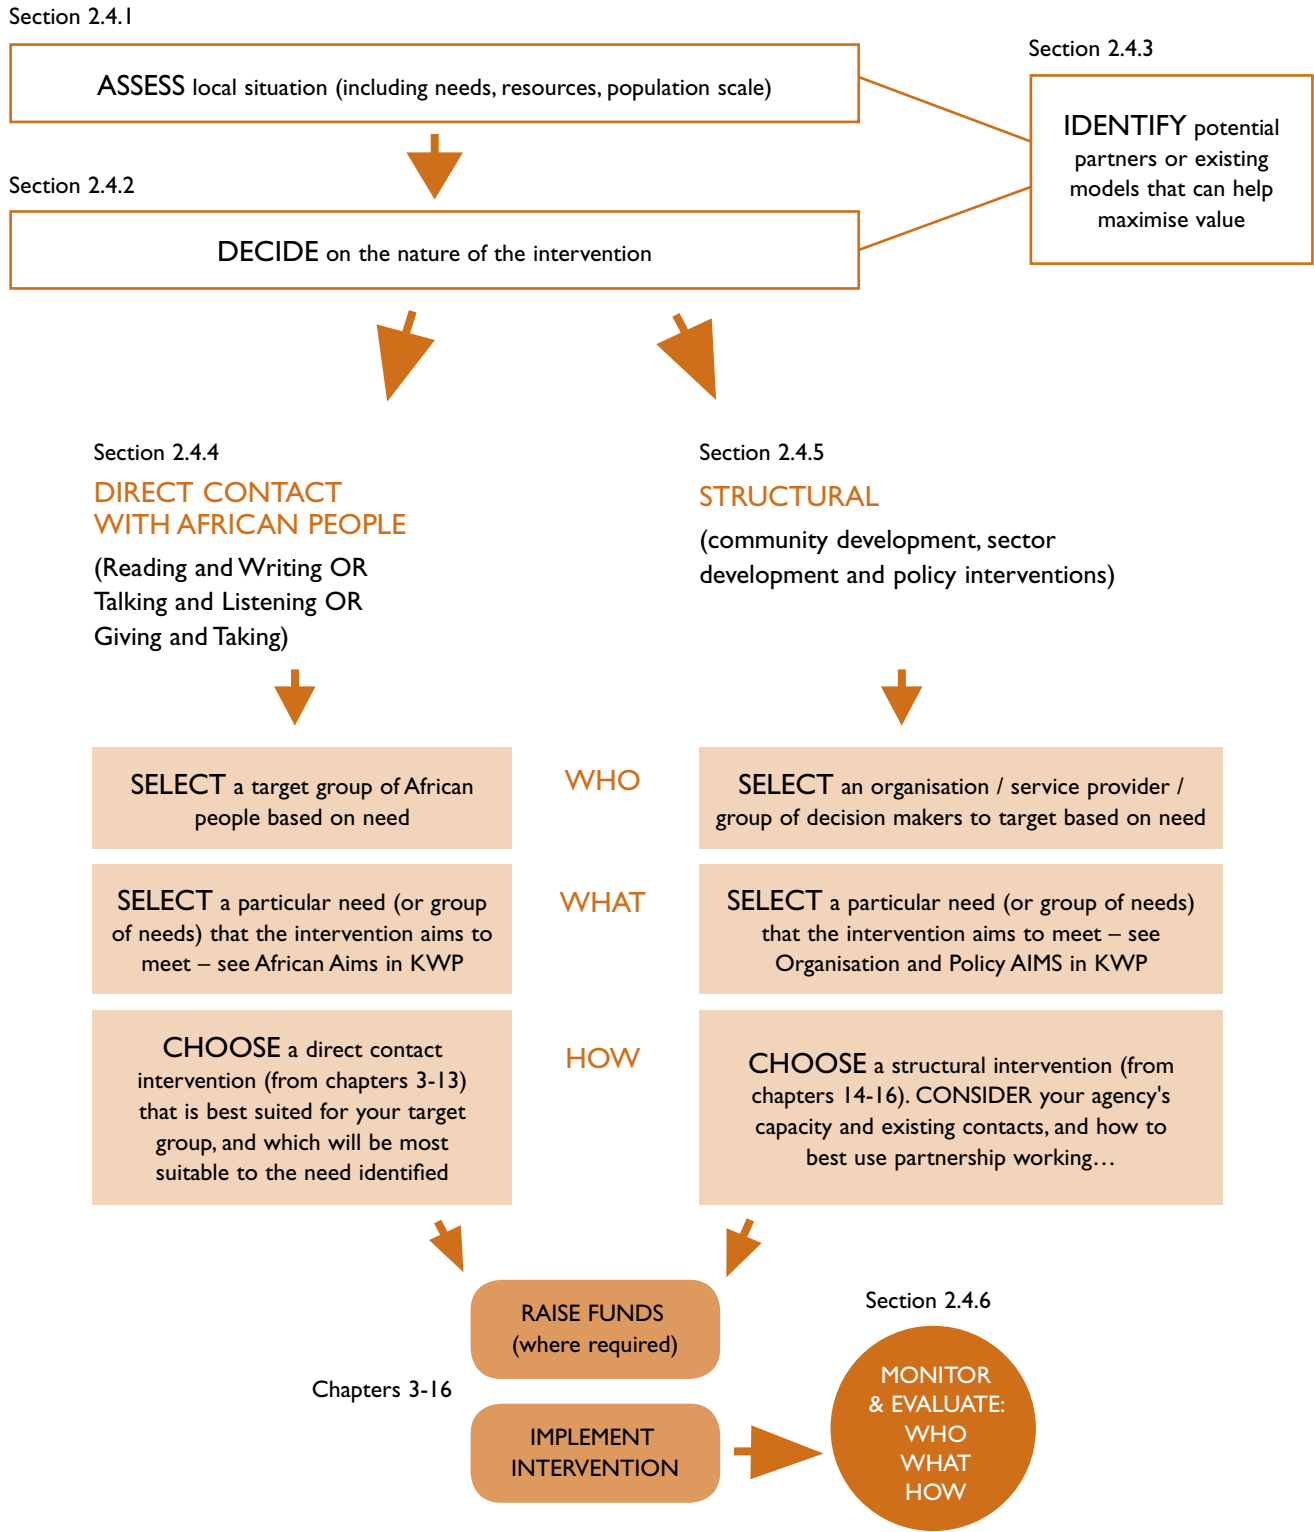 Section 2.4.1
ASSESS local situation (including needs, resources, population scale)
Section 2.4.3
IDENTIFY potential
partners or existing
models that can help
maximise value
Section 2.4.2
DECIDE on the nature of the intervention
Section 2.4.4
DIRECT CONTACT
WITH AFRICAN PEOPLE
(Reading and Writing OR
Talking and Listening OR
Giving and Taking)
Section 2.4.5
STRUCTURAL
(community development, sector
development and policy interventions)
SELECT a target group of African
people based on need
WHO
SELECT an organisation / service provider /
group of decision makers to target based on need
SELECT a particular need (or group
of needs) that the intervention aims to
meet – see African Aims in KWP
WHAT
SELECT a particular need (or group of needs)
that the intervention aims to meet – see
Organisation and Policy AIMS in KWP
CHOOSE a direct contact
intervention (from chapters 3-13)
that is best suited for your target
group, and which will be most
suitable to the need identified
HOW
CHOOSE a structural intervention (from
chapters 14-16). CONSIDER your agency's
capacity and existing contacts, and how to
best use partnership working…
RAISE FUNDS
(where required)
Chapters 3-16
IMPLEMENT
INTERVENTION
Section 2.4.6
MONITOR
& EVALUATE:
WHO
WHAT
HOW